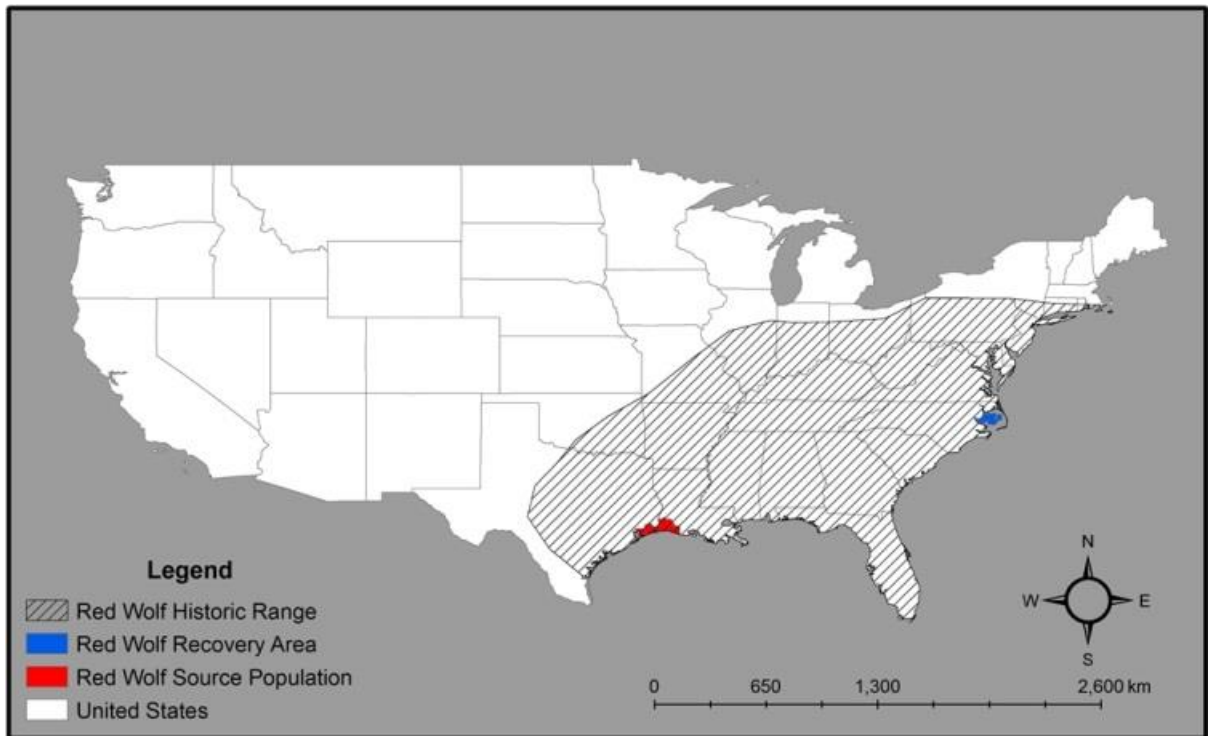 Legend
Red Wolf Historic Range
Red Wolf Recovery Area
Red Wolf Source Population
United States
N
W E
S
0 650 1,300 2,600 km